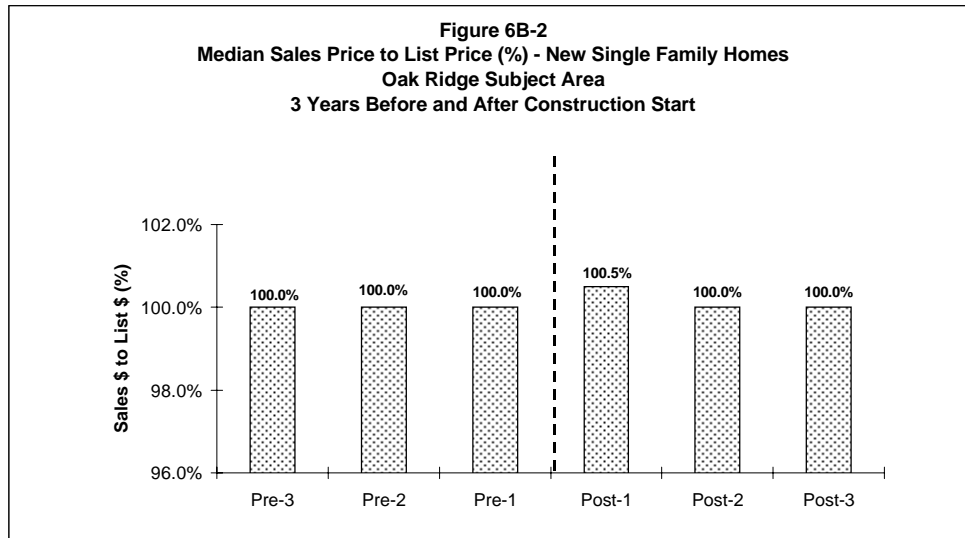 Figure 6B-2
Median Sales Price to List Price (%) - New Single Family Homes
Oak Ridge Subject Area
3 Years Before and After Construction Start
Sales $ to List $ (%)
102.0%
100.0%
98.0%
96.0%
100.0%
100.0%
100.0%
100.5%
100.0%
100.0%
Pre-3
Pre-2
Pre-1
Post-1
Post-2
Post-3